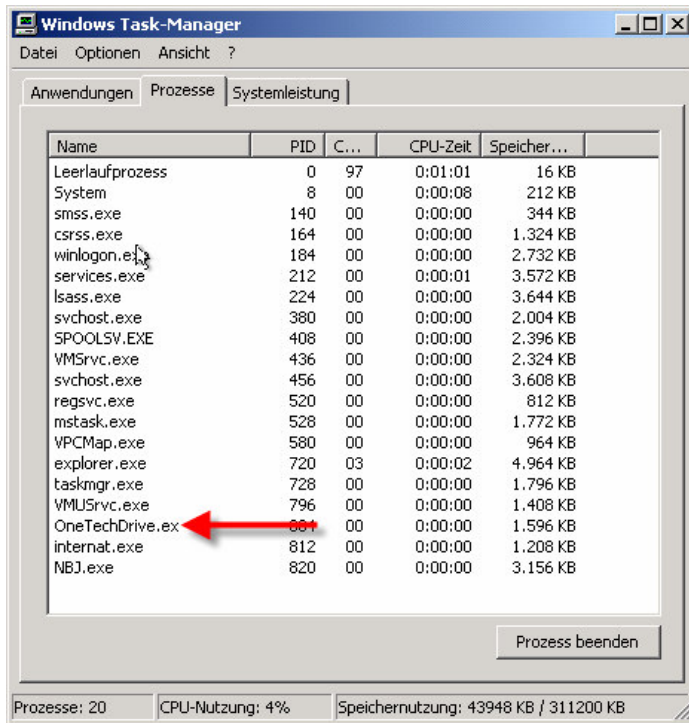 Windows Task-Manager
Datei Optionen Ansicht ?
Anwendungen Prozesse Systemleistung
Name PID C... CPU-Zeit Speicher...
Leerlaufprozess 0 97 0:01:01 16 KB
System 8 00 0:00:08 212 KB
smss.exe 140 00 0:00:00 344 KB
csrss.exe 164 00 0:00:00 1.324 KB
winlogon.exe 184 00 0:00:00 2.732 KB
services.exe 212 00 0:00:01 3.572 KB
lsass.exe 224 00 0:00:00 3.644 KB
svchost.exe 380 00 0:00:00 2.004 KB
SPOOLSV.EXE 408 00 0:00:00 2.396 KB
VMSrvc.exe 436 00 0:00:00 2.324 KB
svchost.exe 456 00 0:00:00 3.608 KB
regsvc.exe 520 00 0:00:00 812 KB
mstask.exe 528 00 0:00:00 1.772 KB
VPCMap.exe 580 00 0:00:00 964 KB
explorer.exe 720 03 0:00:02 4.964 KB
taskmgr.exe 728 00 0:00:00 1.796 KB
VMUSrvc.exe 796 00 0:00:00 1.408 KB
OneTechDrive.ex 00 0:00:00 1.596 KB
internat.exe 812 00 0:00:00 1.208 KB
NBJ.exe 820 00 0:00:00 3.156 KB
Prozess beenden
Prozesse: 20 CPU-Nutzung: 4% Speichernutzung: 43948 KB / 311200 KB